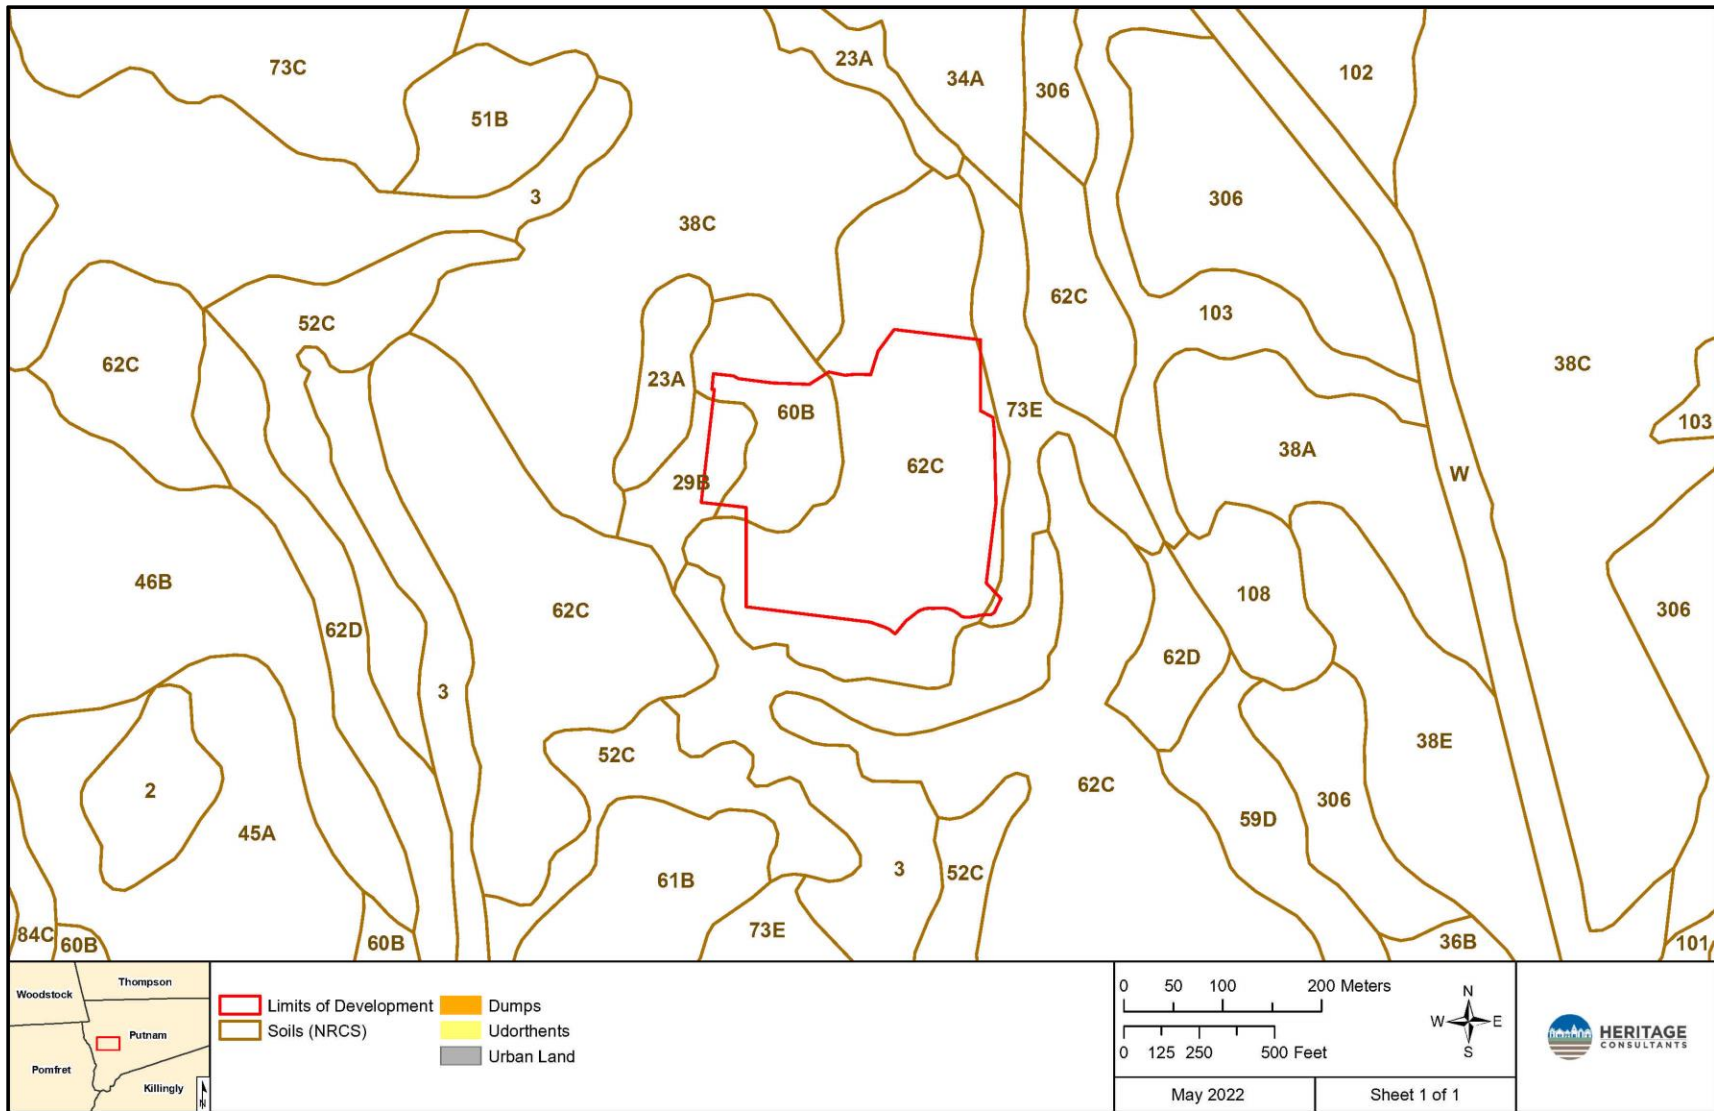 73C
23A
34A
306
102
51B
3
306
38C
62C
103
52C
62C
38C
23A
60B
73E
103
38A
62C
W
29B
46B
108
62C
306
62D
62D
3
38E
52C
62C
2
306
59D
45A
3
52C
61B
73E
84C
60B
60B
36B
101
Woodstock
Thompson
Putnam
Pomfret
Killingly
N
Limits of Development
Soils (NRCS)
Dumps
Udorthents
Urban Land
0 50 100 200 Meters
0 125 250 500 Feet
N
W E
S
May 2022
Sheet 1 of 1
HERITAGE
CONSULTANTS